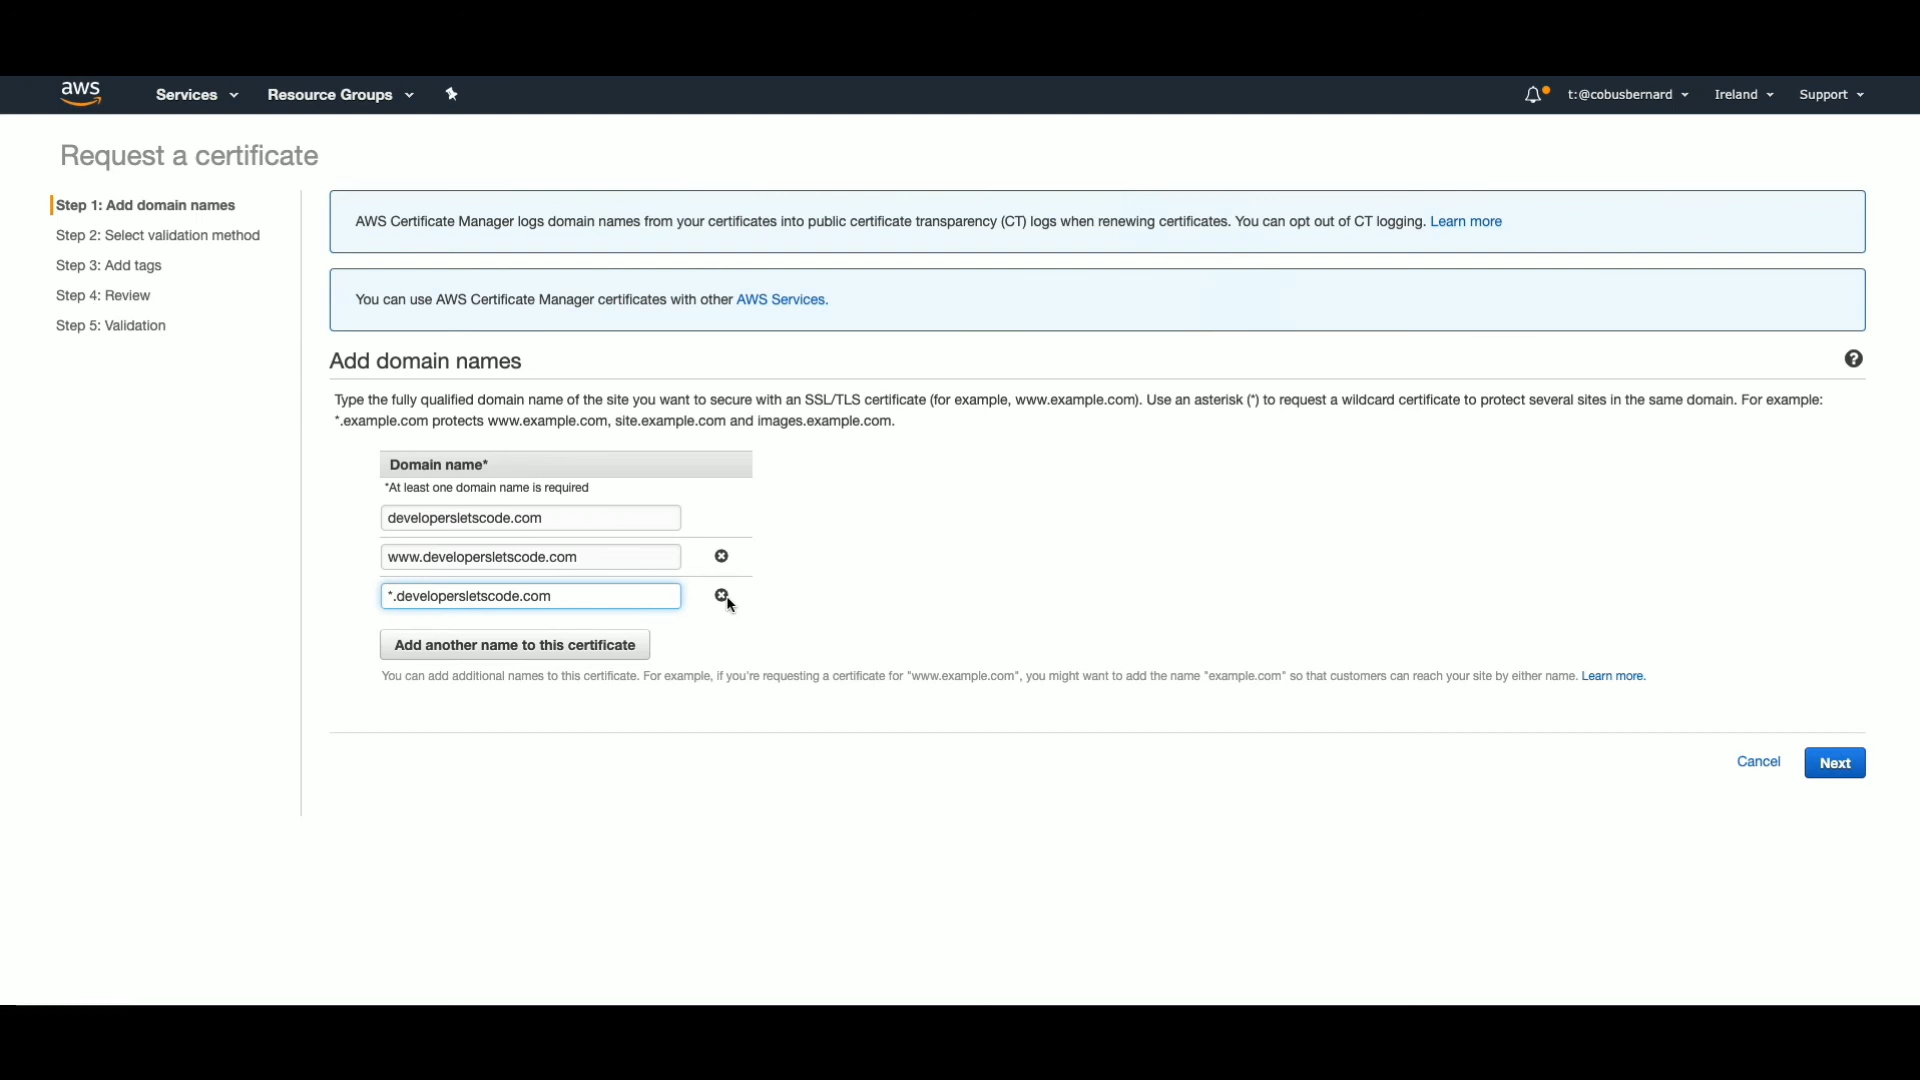 aws Services Resource Groups t:@cobusbernard Ireland Support
Request a certificate
Step 1: Add domain names
Step 2: Select validation method
Step 3: Add tags
Step 4: Review
Step 5: Validation
AWS Certificate Manager logs domain names from your certificates into public certificate transparency (CT) logs when renewing certificates. You can opt out of CT logging. Learn more
You can use AWS Certificate Manager certificates with other AWS Services.
Add domain names
Type the fully qualified domain name of the site you want to secure with an SSL/TLS certificate (for example, www.example.com). Use an asterisk (*) to request a wildcard certificate to protect several sites in the same domain. For example:
*.example.com protects www.example.com, site.example.com and images.example.com.
Domain name*
*At least one domain name is required
developersletscode.com
www.developersletscode.com
*.developersletscode.com
Add another name to this certificate
You can add additional names to this certificate. For example, if you're requesting a certificate for "www.example.com", you might want to add the name "example.com" so that customers can reach your site by either name. Learn more.
Cancel Next